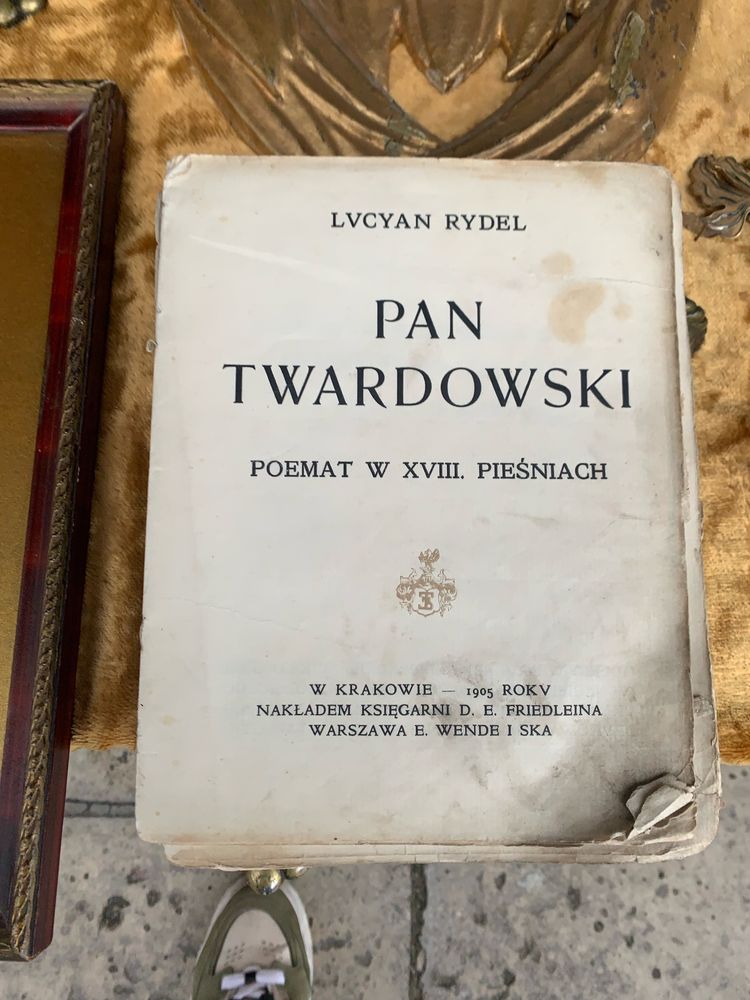 LVCYAN RYDEL
PAN
TWARDOWSKI
POEMAT W XVIII. PIEŚNIACH
W KRAKOWIE — 1905 ROKV
NAKŁADEM KSIĘGARNI D. E. FRIEDLEINA
WARSZAWA E. WENDE I SKA